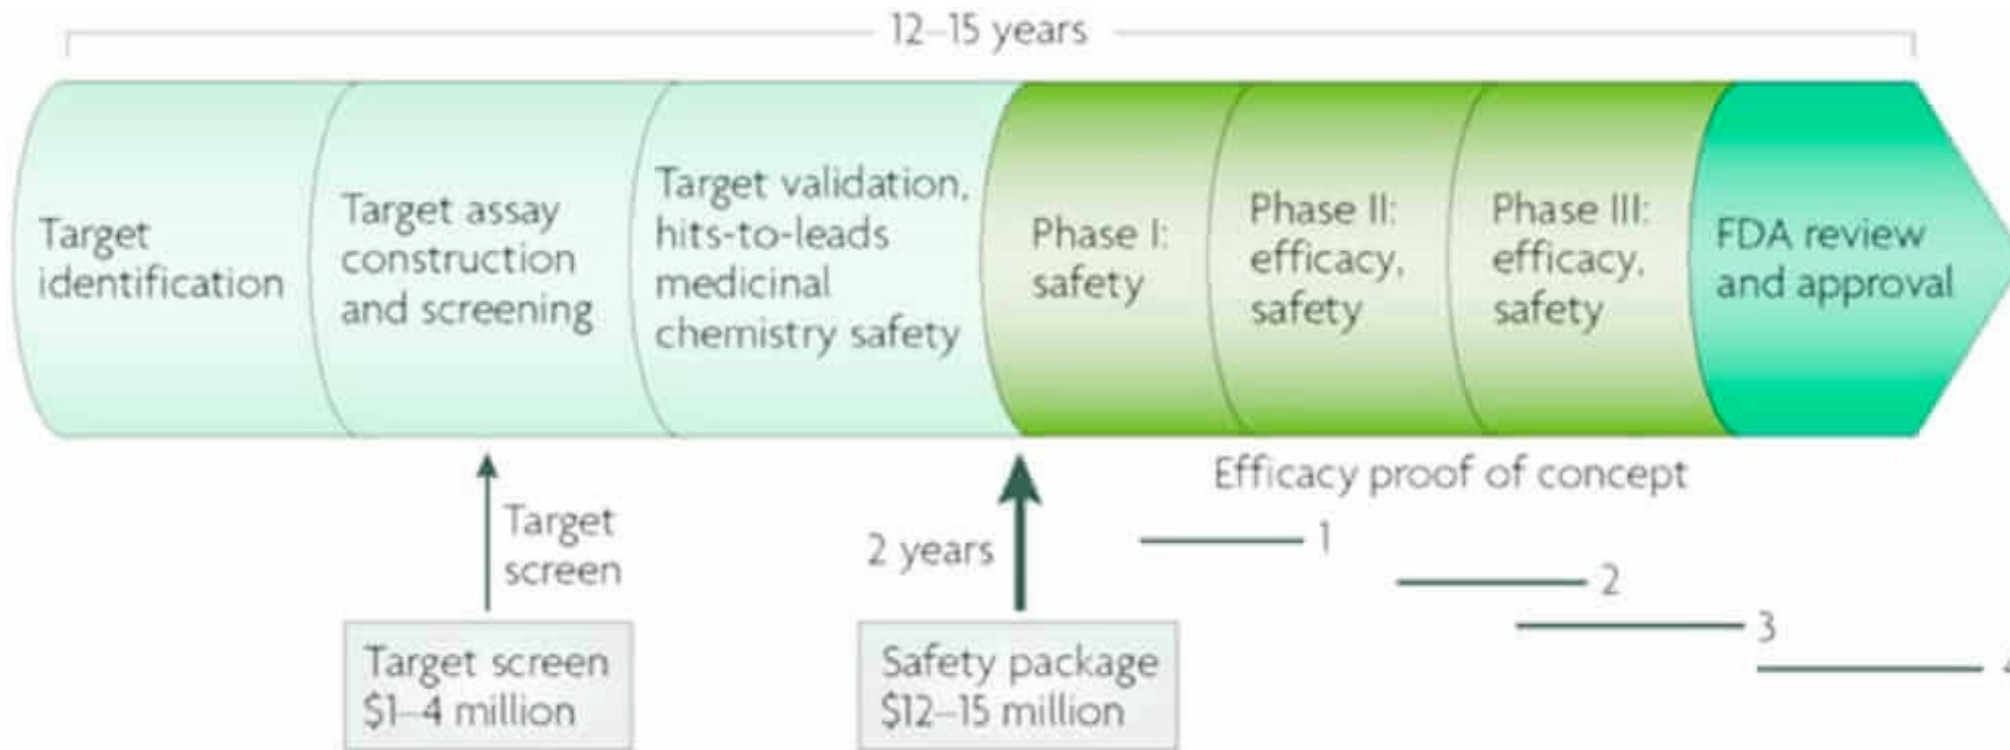 12–15 years
Target
identification
Target assay
construction
and screening
Target validation,
hits-to-leads
medicinal
chemistry safety
Phase I:
safety
Phase II:
efficacy,
safety
Phase III:
efficacy,
safety
FDA review
and approval
Efficacy proof of concept
Target
screen
2 years
1
2
3
Target screen
$1–4 million
Safety package
$12–15 million